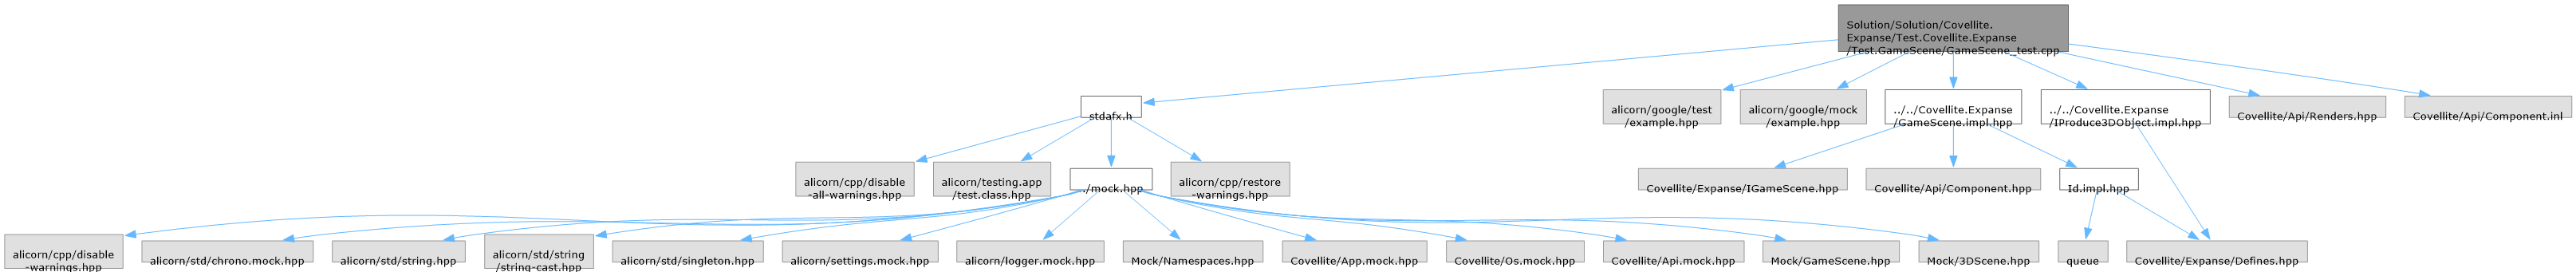 Solution/Solution/Covellite.
Expanse/Test.Covellite.Expanse
/Test.GameScene/GameScene_test.cpp
stdafx.h
alicorn/google/test
/example.hpp
alicorn/google/mock
/example.hpp
../../Covellite.Expanse
/GameScene.impl.hpp
../../Covellite.Expanse
/IProduce3DObject.impl.hpp
Covellite/Api/Renders.hpp
Covellite/Api/Component.inl
alicorn/cpp/disable
-all-warnings.hpp
alicorn/testing.app
/test.class.hpp
../mock.hpp
alicorn/cpp/restore
-warnings.hpp
Covellite/Expanse/IGameScene.hpp
Covellite/Api/Component.hpp
Id.impl.hpp
alicorn/cpp/disable
-warnings.hpp
alicorn/std/chrono.mock.hpp
alicorn/std/string.hpp
alicorn/std/string
/string-cast.hpp
alicorn/std/singleton.hpp
alicorn/settings.mock.hpp
alicorn/logger.mock.hpp
Mock/Namespaces.hpp
Covellite/App.mock.hpp
Covellite/Os.mock.hpp
Covellite/Api.mock.hpp
Mock/GameScene.hpp
Mock/3DScene.hpp
queue
Covellite/Expanse/Defines.hpp